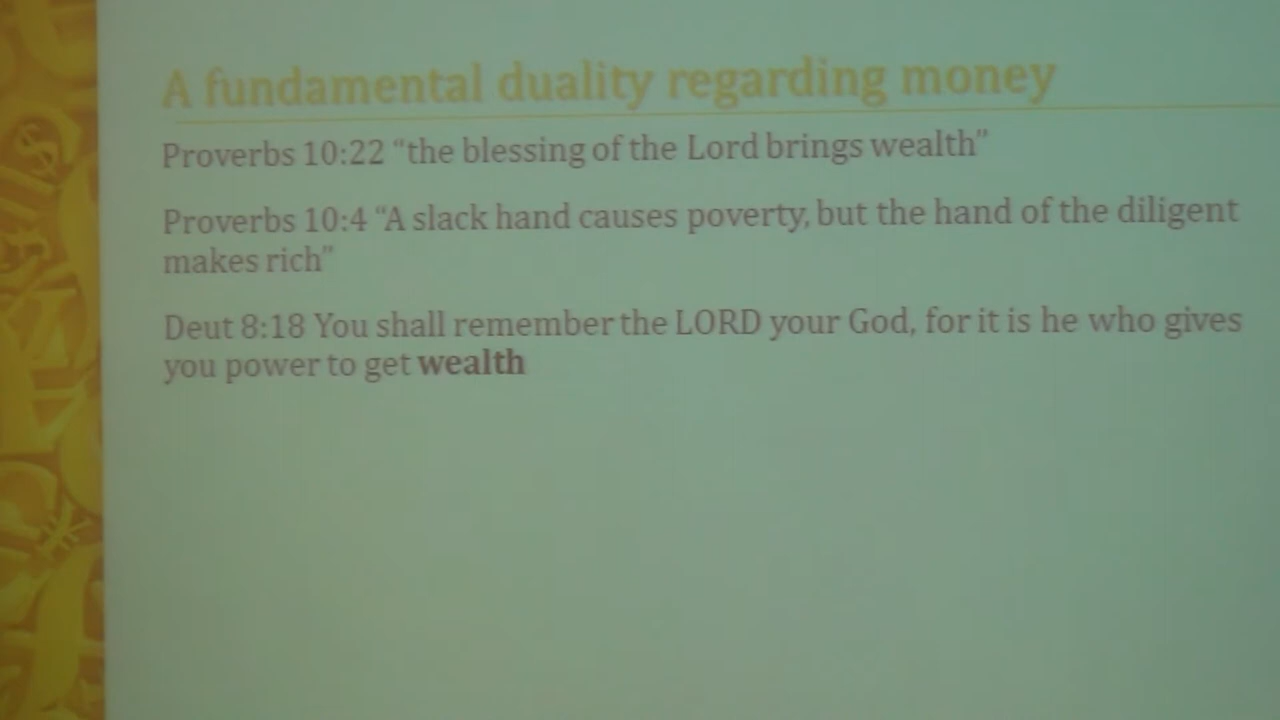 A fundamental duality regarding money
Proverbs 10:22 “the blessing of the Lord brings wealth”
Proverbs 10:4 “A slack hand causes poverty, but the hand of the diligent
makes rich”
Deut 8:18 You shall remember the LORD your God, for it is he who gives
you power to get wealth